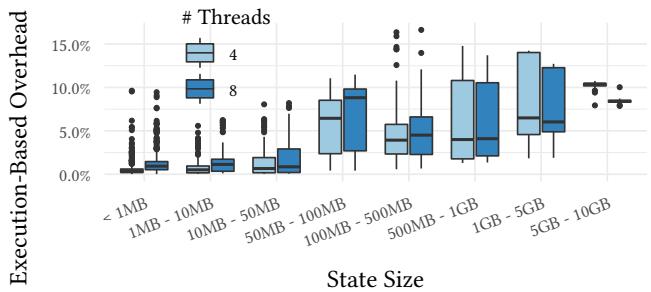 # Threads
4
8
Execution-Based Overhead
15.0%
10.0%
5.0%
0.0%
< 1MB
1MB - 10MB
10MB - 50MB
50MB - 100MB
100MB - 500MB
500MB - 1GB
1GB - 5GB
5GB - 10GB
State Size